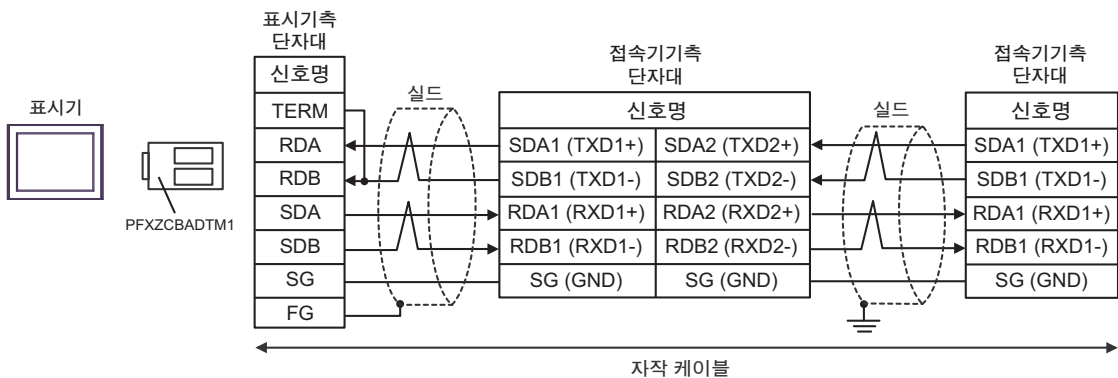 표시기
PFXZCBADTM1
표시기측
단자대
신호명
TERM
RDA
RDB
SDA
SDB
SG
FG
실드
접속기기측
단자대
신호명
SDA1 (TXD1+) SDA2 (TXD2+)
SDB1 (TXD1-) SDB2 (TXD2-)
RDA1 (RXD1+) RDA2 (RXD2+)
RDB1 (RXD1-) RDB2 (RXD2-)
SG (GND) SG (GND)
실드
접속기기측
단자대
신호명
SDA1 (TXD1+)
SDB1 (TXD1-)
RDA1 (RXD1+)
RDB1 (RXD1-)
SG (GND)
자작 케이블